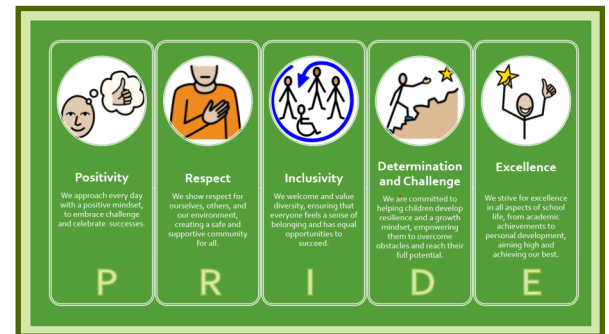 Positivity
We approach every day
with a positive mindset,
to embrace challenge
and celebrate  successes.
P
Respect
We show respect for
ourselves, others, and
our environment,
creating a safe and
supportive community
for all.
R
Inclusivity
We welcome and value
diversity, ensuring that
everyone feels a sense of
belonging and has equal
opportunities to
succeed.
I
Determination
and Challenge
We are committed to
helping children develop
resilience and a growth
mindset, empowering
them to overcome
obstacles and reach their
full potential.
D
Excellence
We strive for excellence
in all aspects of school
life, from academic
achievements to
personal development,
aiming high and
achieving our best.
E